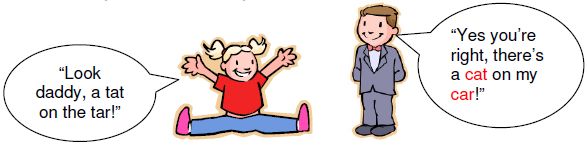 “Look
daddy, a tat
on the tar!”
“Yes you’re
right, there’s
a cat on my
car!”